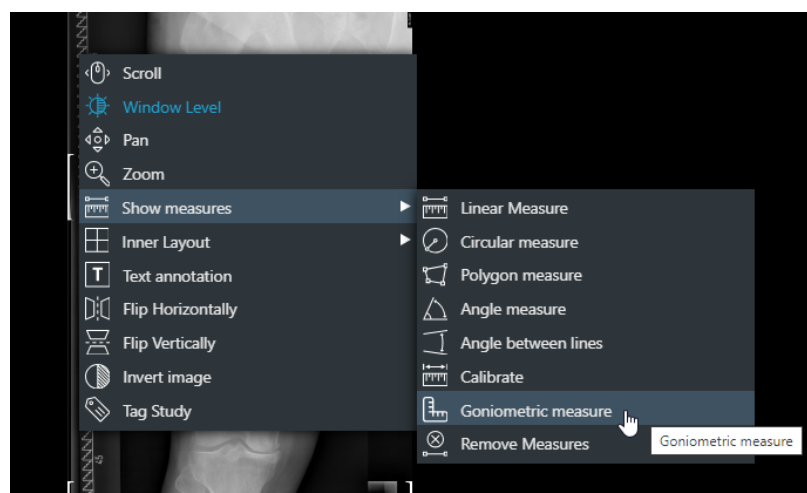 Scroll
Window Level
Pan
Zoom
Show measures
Inner Layout
T Text annotation
Flip Horizontally
Flip Vertically
Invert image
Tag Study
Linear Measure
Circular measure
Polygon measure
Angle measure
Angle between lines
Calibrate
Goniometric measure
Remove Measures
Goniometric measure
45